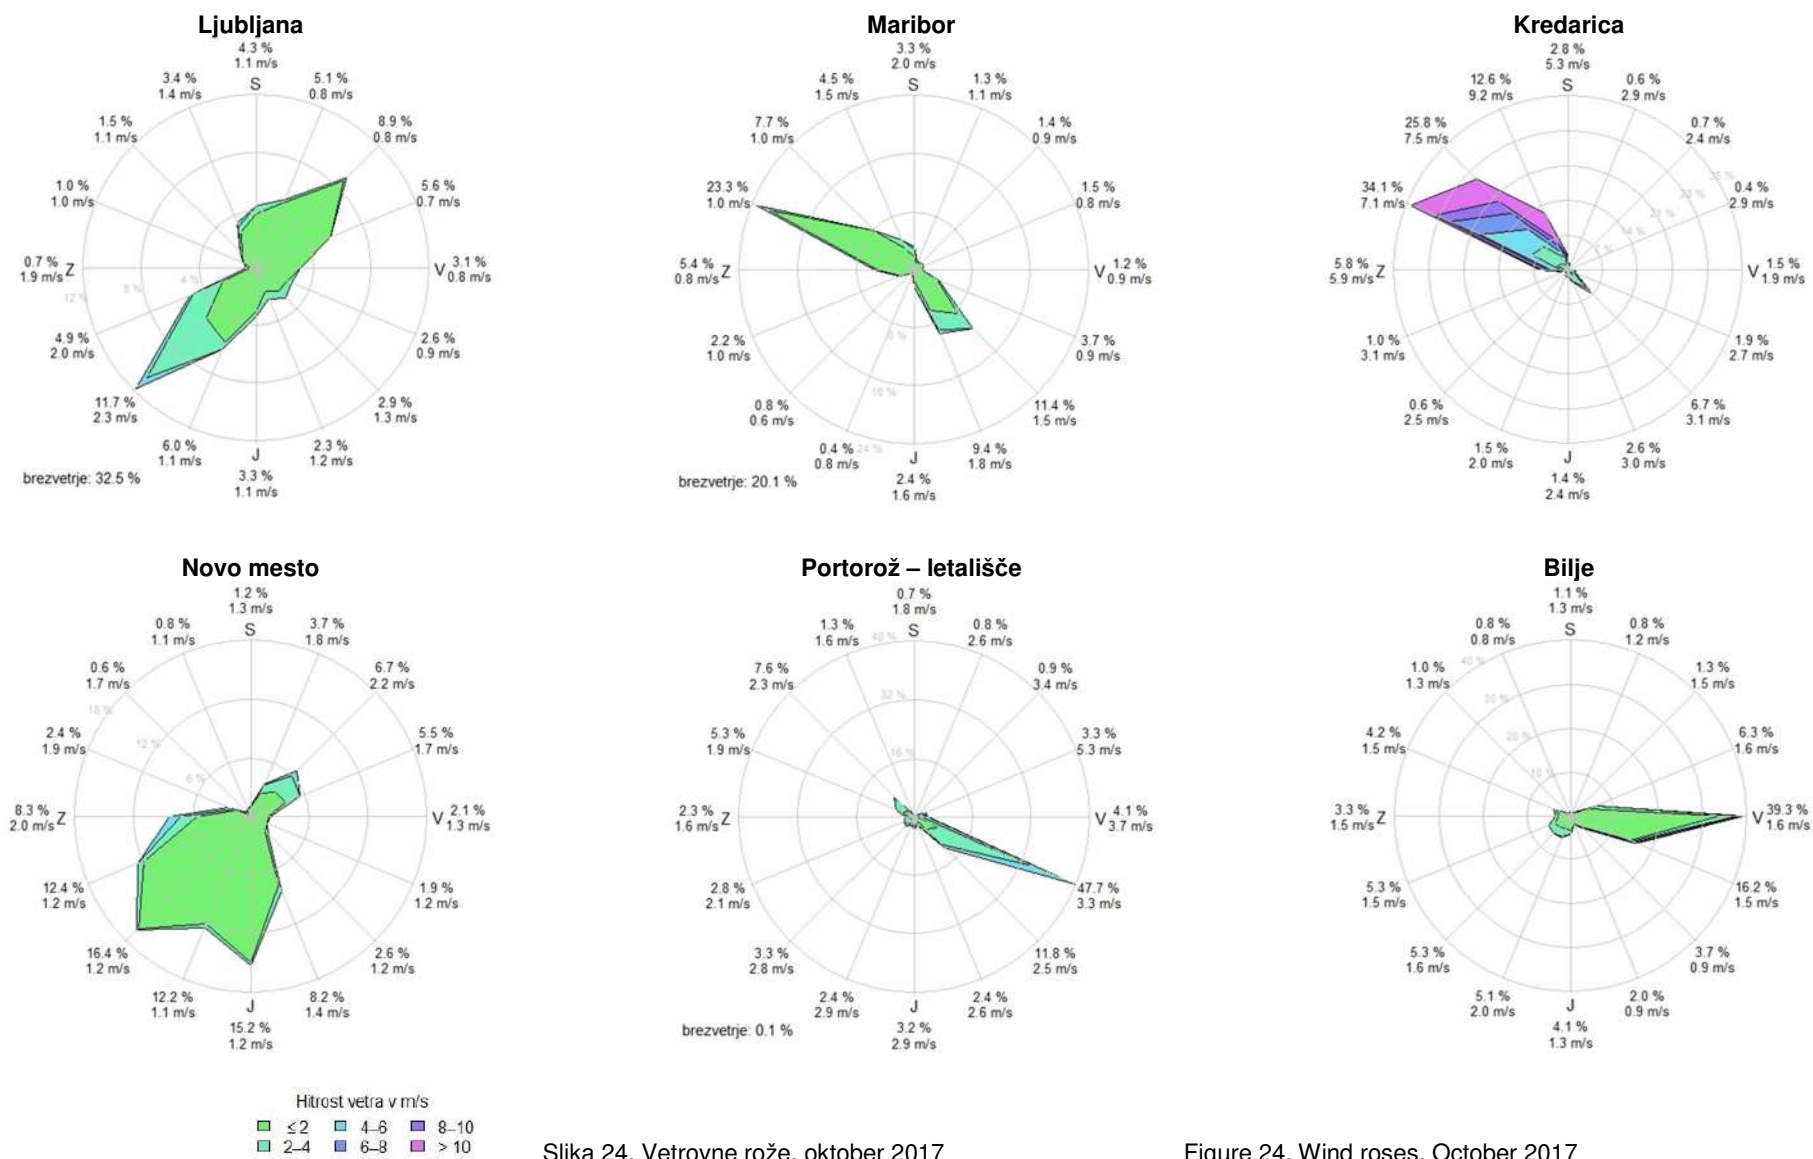 Ljubljana
4.3 %
1.1 m/s
S
5.1 %
0.8 m/s
8.9 %
0.8 m/s
5.6 %
0.7 m/s
V 3.1 %
0.8 m/s
2.6 %
0.9 m/s
2.9 %
1.3 m/s
2.3 %
1.2 m/s
J
3.3 %
1.1 m/s
6.0 %
1.1 m/s
11.7 %
2.3 m/s
4.9 %
2.0 m/s
0.7 % Z
1.9 m/s
1.0 %
1.0 m/s
1.5 %
1.1 m/s
3.4 %
1.4 m/s
4 %
8 %
12 %
brezvetrje: 32.5 %
Maribor
3.3 %
2.0 m/s
S
1.3 %
1.1 m/s
1.4 %
0.9 m/s
1.5 %
0.8 m/s
V 1.2 %
0.9 m/s
3.7 %
0.9 m/s
11.4 %
1.5 m/s
9.4 %
1.8 m/s
J
2.4 %
1.6 m/s
0.4 %
0.8 m/s
0.8 %
0.6 m/s
2.2 %
1.0 m/s
5.4 % Z
0.8 m/s
23.3 %
1.0 m/s
7.7 %
1.0 m/s
4.5 %
1.5 m/s
8 %
16 %
24 %
brezvetrje: 20.1 %
Kredarica
2.8 %
5.3 m/s
S
0.6 %
2.9 m/s
0.7 %
2.4 m/s
0.4 %
2.9 m/s
V 1.5 %
1.9 m/s
1.9 %
2.7 m/s
6.7 %
3.1 m/s
2.6 %
3.0 m/s
J
1.4 %
2.4 m/s
1.5 %
2.0 m/s
0.6 %
2.5 m/s
1.0 %
3.1 m/s
5.8 % Z
5.9 m/s
34.1 %
7.1 m/s
25.8 %
7.5 m/s
12.6 %
9.2 m/s
7 %
14 %
21 %
28 %
35 %
Novo mesto
1.2 %
1.3 m/s
S
3.7 %
1.8 m/s
6.7 %
2.2 m/s
5.5 %
1.7 m/s
V 2.1 %
1.3 m/s
1.9 %
1.2 m/s
2.6 %
1.2 m/s
8.2 %
1.4 m/s
J
15.2 %
1.2 m/s
12.2 %
1.1 m/s
16.4 %
1.2 m/s
12.4 %
1.2 m/s
8.3 % Z
2.0 m/s
2.4 %
1.9 m/s
0.6 %
1.7 m/s
0.8 %
1.1 m/s
6 %
12 %
18 %
Portorož – letališče
0.7 %
1.8 m/s
S
0.8 %
2.6 m/s
0.9 %
3.4 m/s
3.3 %
5.3 m/s
V 4.1 %
3.7 m/s
47.7 %
3.3 m/s
11.8 %
2.5 m/s
2.4 %
2.6 m/s
J
3.2 %
2.9 m/s
2.4 %
2.9 m/s
3.3 %
2.8 m/s
2.8 %
2.1 m/s
2.3 % Z
1.6 m/s
5.3 %
1.9 m/s
7.6 %
2.3 m/s
1.3 %
1.6 m/s
16 %
32 %
48 %
brezvetrje: 0.1 %
Bilje
1.1 %
1.3 m/s
S
0.8 %
1.2 m/s
1.3 %
1.5 m/s
6.3 %
1.6 m/s
V 39.3 %
1.6 m/s
16.2 %
1.5 m/s
3.7 %
0.9 m/s
2.0 %
0.9 m/s
J
4.1 %
1.3 m/s
5.1 %
2.0 m/s
5.3 %
1.6 m/s
5.3 %
1.5 m/s
3.3 % Z
1.5 m/s
4.2 %
1.5 m/s
1.0 %
1.3 m/s
0.8 %
0.8 m/s
10 %
20 %
30 %
40 %
Hitrost vetra v m/s
≤ 2 4–6 8–10
2–4 6–8 > 10
Slika 24. Vetrovne rože, oktober 2017
Figure 24. Wind roses, October 2017